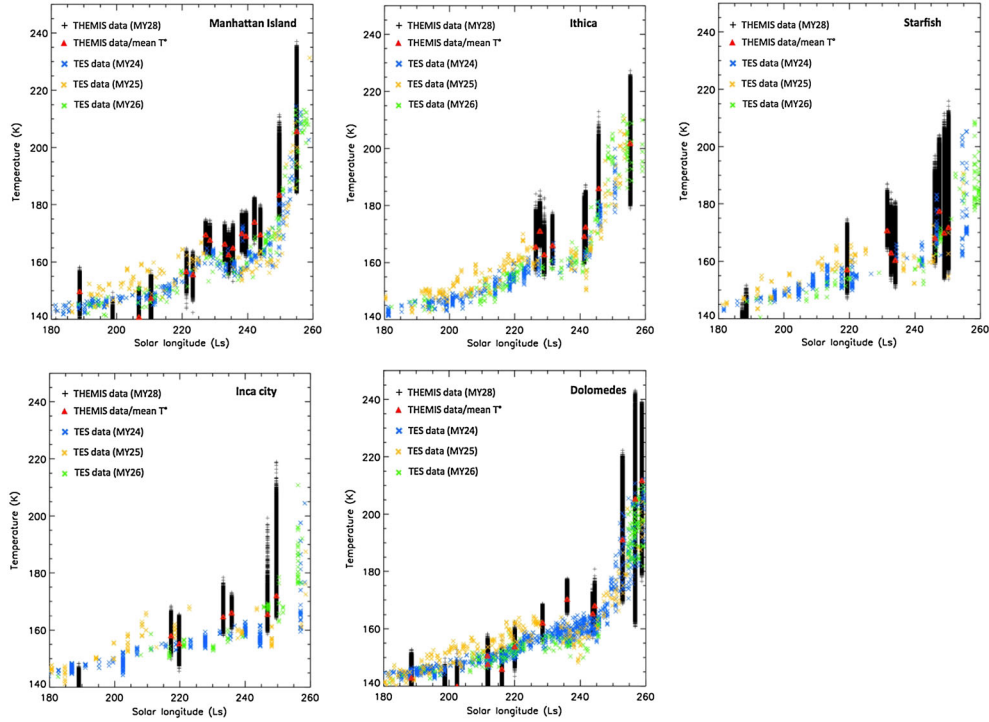 Manhattan Island
+ THEMIS data (MY28)
▲ THEMIS data/mean T*
× TES data (MY24)
× TES data (MY25)
× TES data (MY26)
Temperature (K)
240
220
200
180
160
140
180 200 220 240 260
Solar longitude (Ls)
Ithica
+ THEMIS data (MY28)
▲ THEMIS data/mean T*
× TES data (MY24)
× TES data (MY25)
× TES data (MY26)
Temperature (K)
240
220
200
180
160
140
180 200 220 240 260
Solar longitude (Ls)
Starfish
+ THEMIS data (MY28)
▲ THEMIS data/mean T*
× TES data (MY24)
× TES data (MY25)
× TES data (MY26)
Temperature (K)
240
220
200
180
160
140
180 200 220 240 260
Solar longitude (Ls)
Inca city
+ THEMIS data (MY28)
▲ THEMIS data/mean T*
× TES data (MY24)
× TES data (MY25)
× TES data (MY26)
Temperature (K)
240
220
200
180
160
140
180 200 220 240 260
Solar longitude (Ls)
Dolomedes
+ THEMIS data (MY28)
▲ THEMIS data/mean T*
× TES data (MY24)
× TES data (MY25)
× TES data (MY26)
Temperature (K)
240
220
200
180
160
140
180 200 220 240 260
Solar longitude (Ls)